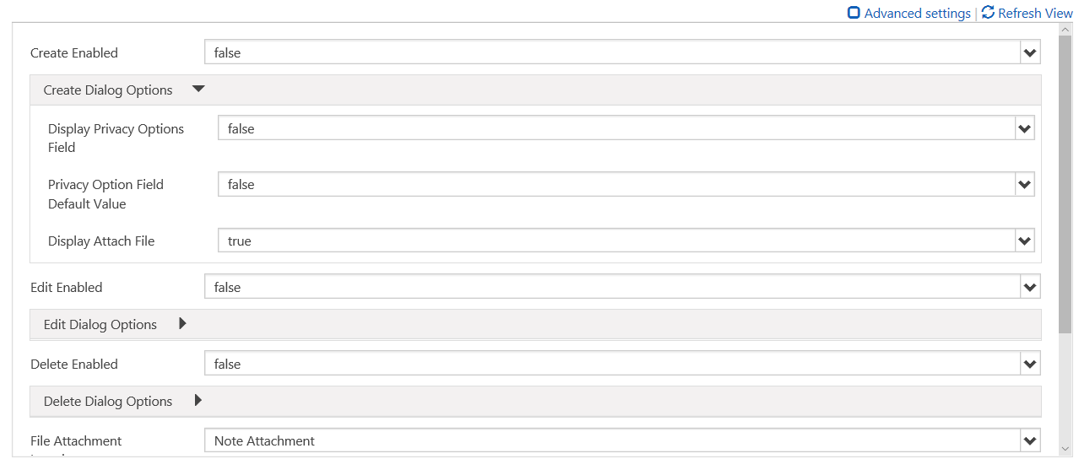 Advanced settings | Refresh View
Create Enabled false
Create Dialog Options
Display Privacy Options false
Field
Privacy Option Field false
Default Value
Display Attach File true
Edit Enabled false
Edit Dialog Options
Delete Enabled false
Delete Dialog Options
File Attachment Note Attachment